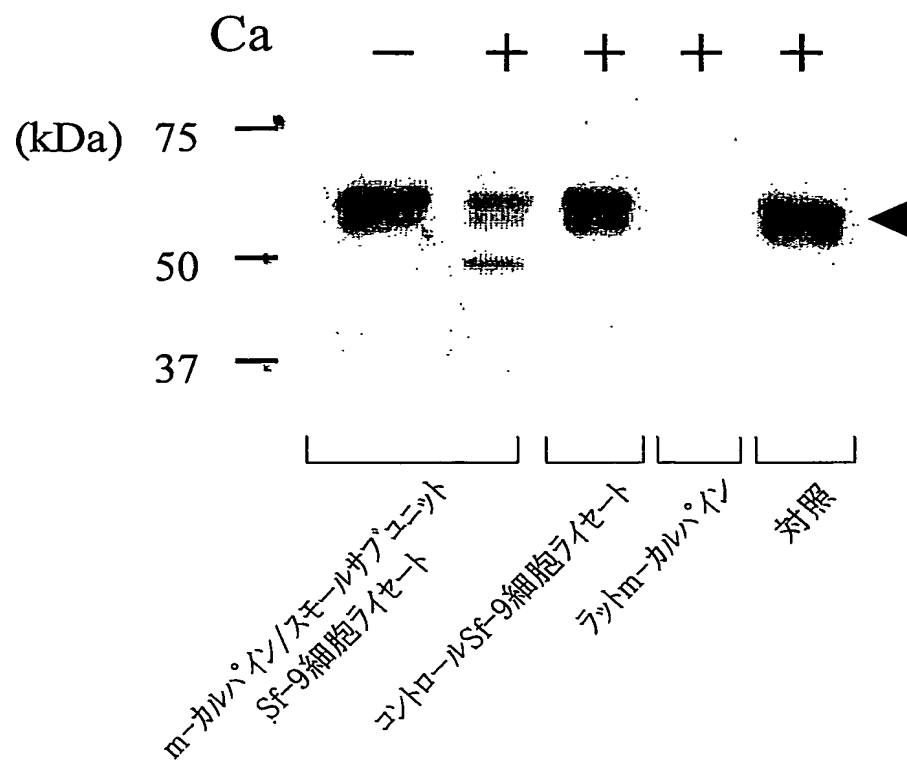 Ca − + + + +
(kDa) 75
50
37
m-カルパイン/スモールサブユニット
Sf-9細胞ライセート
コントロールSf-9細胞ライセート
ラットm-カルパイン
対照